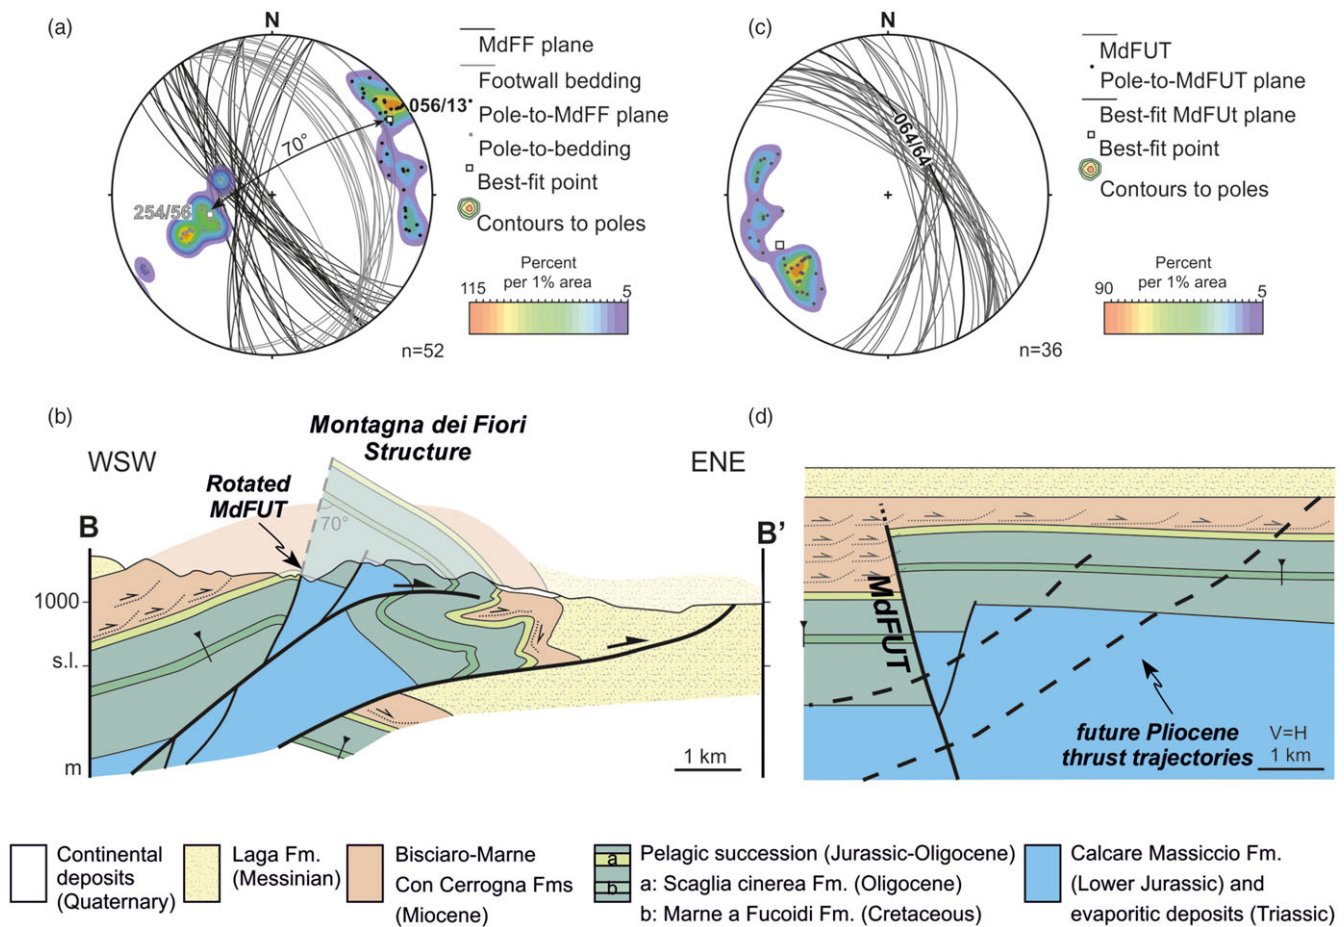 (a)
N
MdFF plane
Footwall bedding
Pole-to-MdFF plane
Pole-to-bedding
Best-fit point
Contours to poles
056/13
70°
254/56
Percent
per 1% area
115
5
n=52
(c)
N
MdFUT
Pole-to-MdFUT plane
Best-fit MdFUt plane
Best-fit point
Contours to poles
064/64
Percent
per 1% area
90
5
n=36
(b)
Montagna dei Fiori
Structure
WSW
ENE
Rotated
MdFUT
B
B'
70°
1000
s.l.
m
1 km
(d)
MdFUT
future Pliocene
thrust trajectories
V=H
1 km
Continental
deposits
(Quaternary)
Laga Fm.
(Messinian)
Bisciaro-Marne
Con Cerrogna Fms
(Miocene)
a
b
Pelagic succession (Jurassic-Oligocene)
a: Scaglia cinerea Fm. (Oligocene)
b: Marne a Fucoidi Fm. (Cretaceous)
Calcare Massiccio Fm.
(Lower Jurassic) and
evaporitic deposits (Triassic)